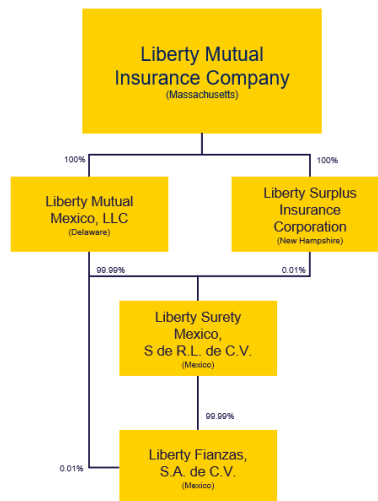 Liberty Mutual
Insurance Company
(Massachusetts)
100%
100%
Liberty Mutual
Mexico, LLC
(Delaware)
Liberty Surplus
Insurance
Corporation
(New Hampshire)
99.99%
0.01%
Liberty Surety
Mexico,
S de R.L. de C.V.
(Mexico)
99.99%
0.01%
Liberty Fianzas,
S.A. de C.V.
(Mexico)